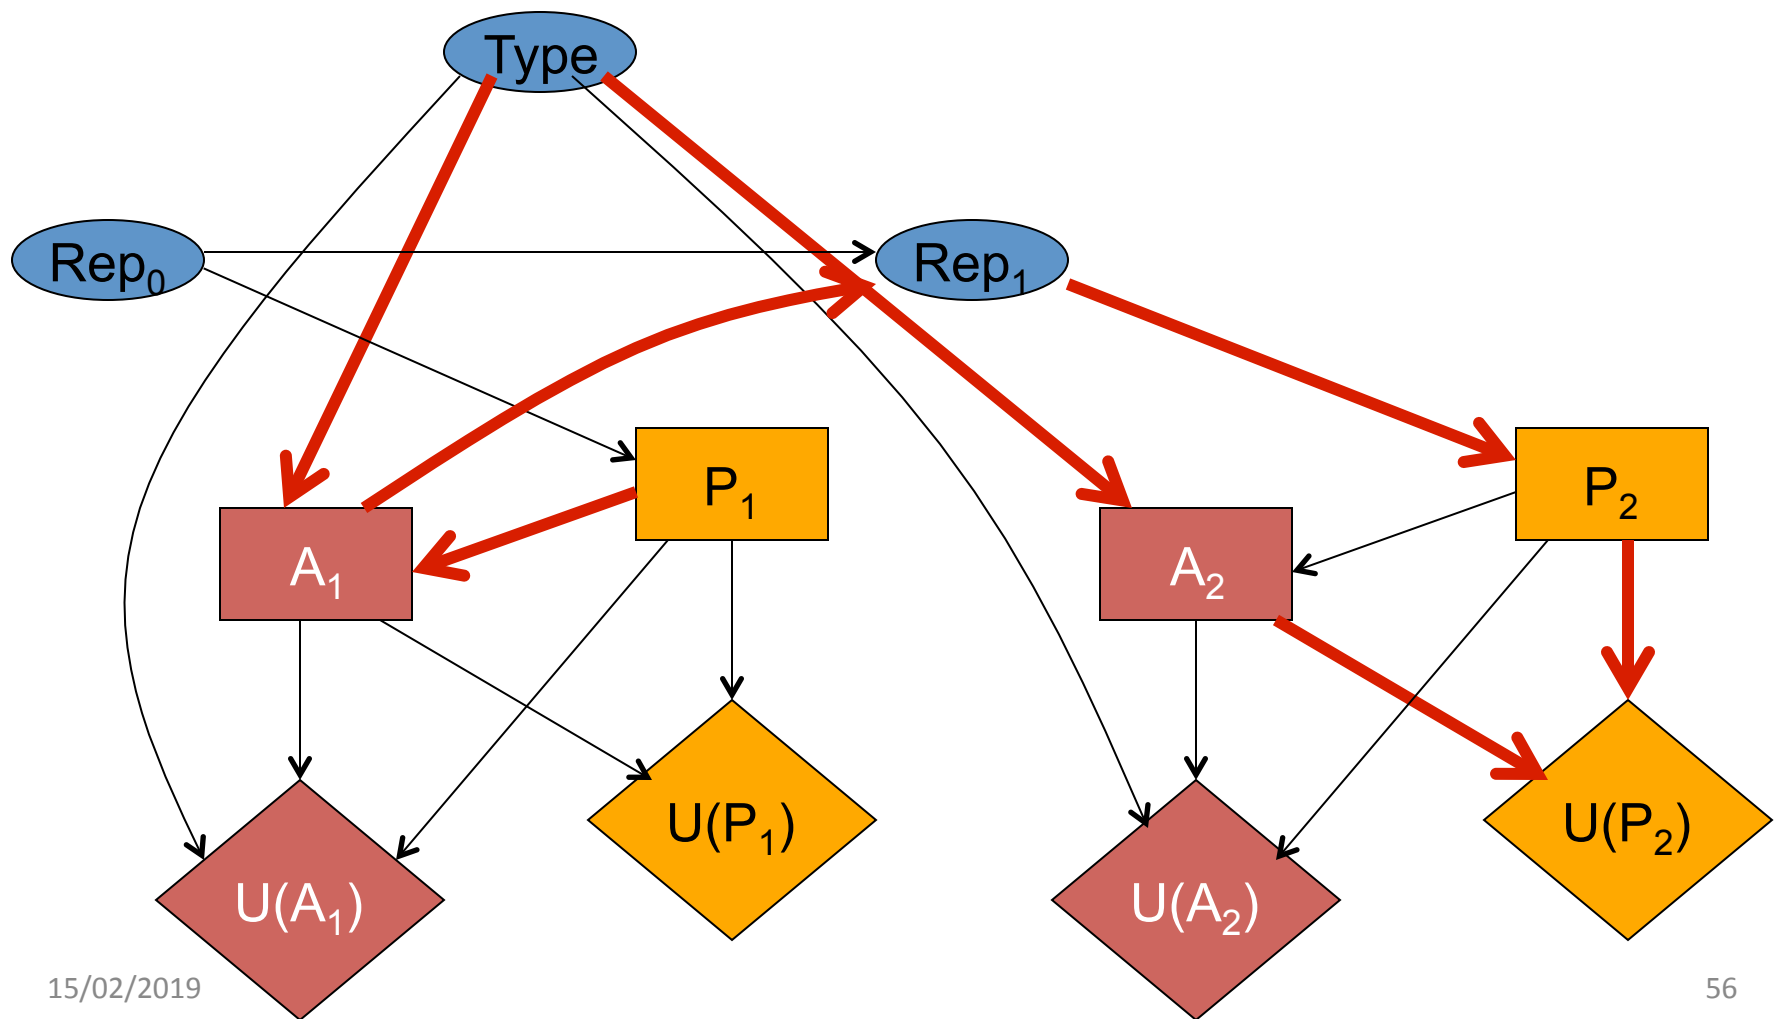 Type
Rep₀
Rep₁
P₁
P₂
A₁
A₂
U(P₁)
U(P₂)
U(A₁)
U(A₂)
15/02/2019
56